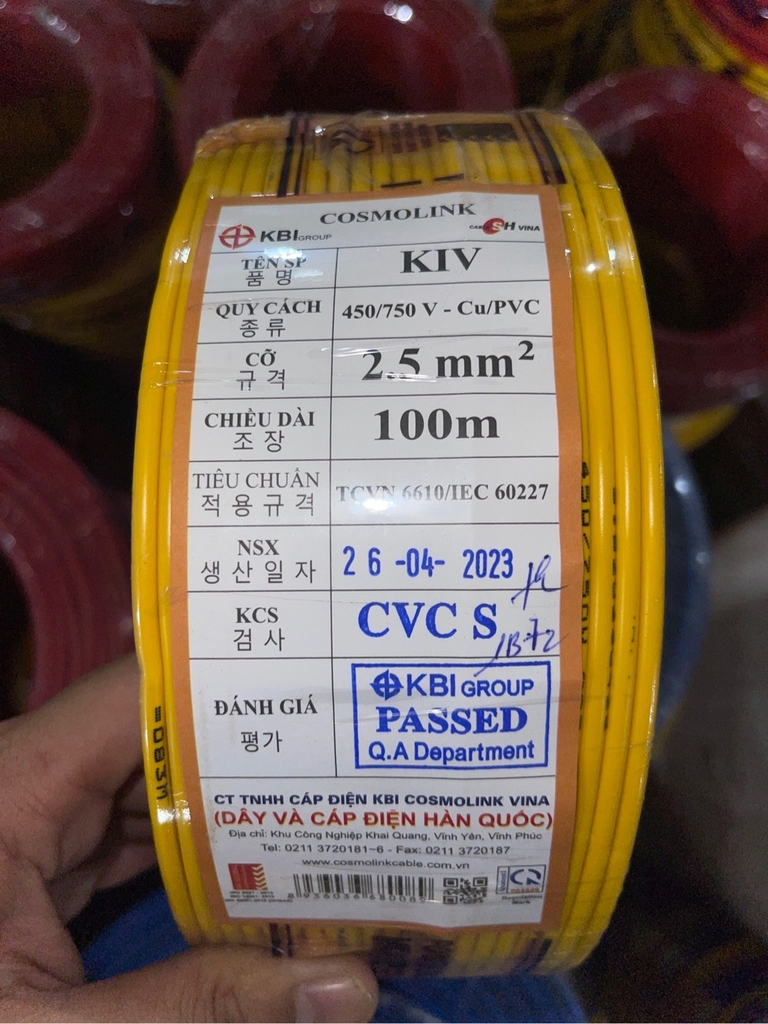 COSMOLINK
KBI GROUP
CABLE SH VINA
TÊN SP
품 명
KIV
QUY CÁCH
종 류
450/750 V - Cu/PVC
CỠ
규 격
2.5 mm²
CHIỀU DÀI
조 장
100m
TIÊU CHUẨN
적 용 규 격
TCVN 6610/IEC 60227
NSX
생 산 일 자
26 -04- 2023
KCS
검 사
CVC S
ĐÁNH GIÁ
평가
KBI GROUP
PASSED
Q.A Department
CT TNHH CÁP ĐIỆN KBI COSMOLINK VINA
(DÂY VÀ CÁP ĐIỆN HÀN QUỐC)
Địa chỉ: Khu Công Nghiệp Khai Quang, Vĩnh Yên, Vĩnh Phúc
Tel: 0211 3720181~6 - Fax: 0211 3720187
www.cosmolinkcable.com.vn
083M
450/750V